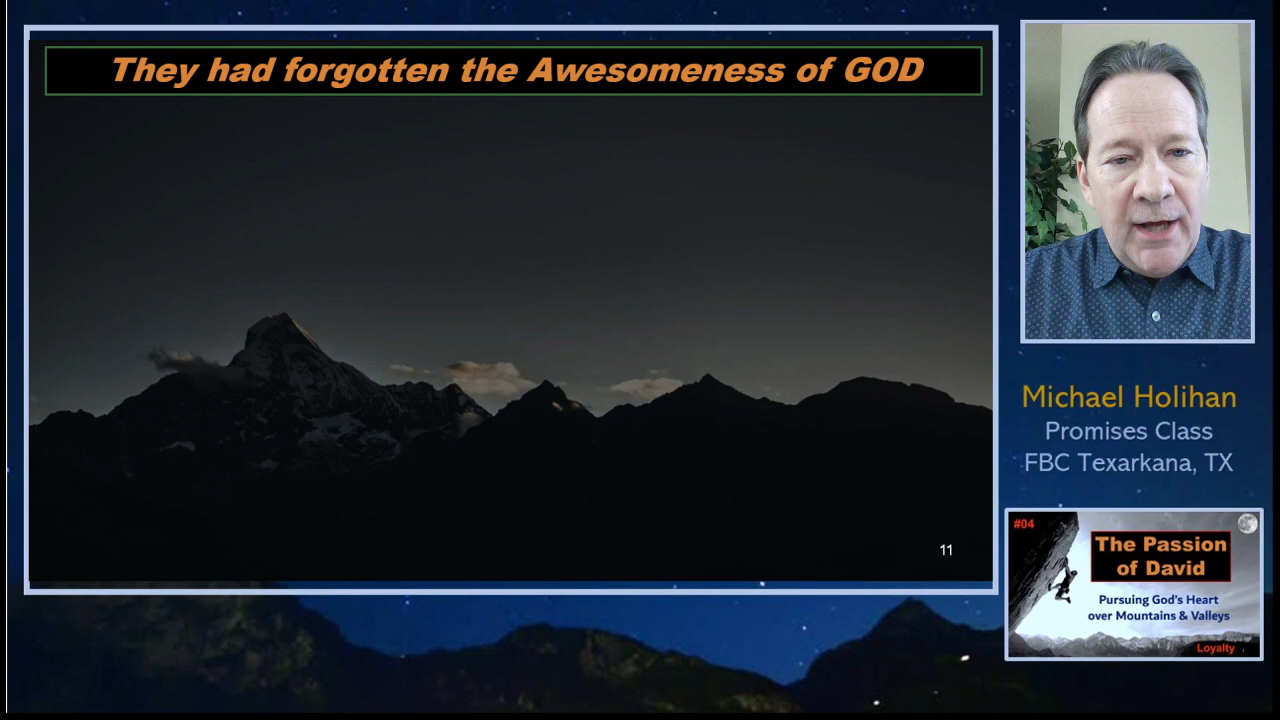 They had forgotten the Awesomeness of GOD
11
Michael Holihan
Promises Class
FBC Texarkana, TX
#04
The Passion
of David
Pursuing God's Heart
over Mountains & Valleys
Loyalty .